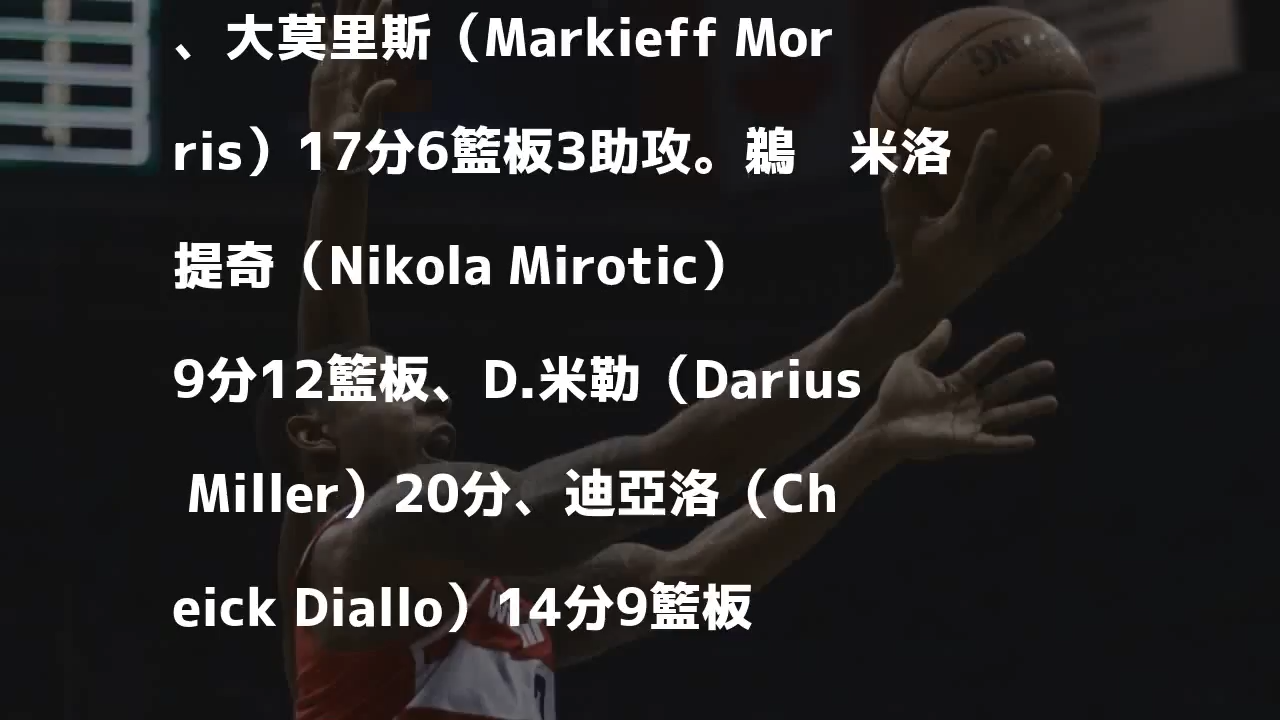 、大莫里斯（Markieff Mor
ris）17分6籃板3助攻。鵜　米洛
提奇（Nikola Mirotic）
9分12籃板、D.米勒（Darius
Miller）20分、迪亞洛（Ch
eick Diallo）14分9籃板